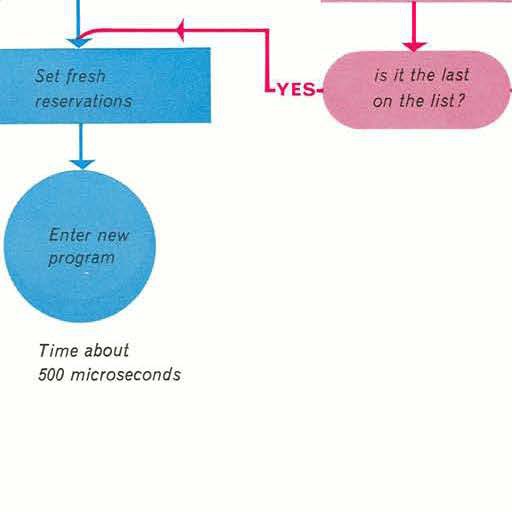 Set fresh
reservations
YES
is it the last
on the list?
Enter new
program
Time about
500 microseconds